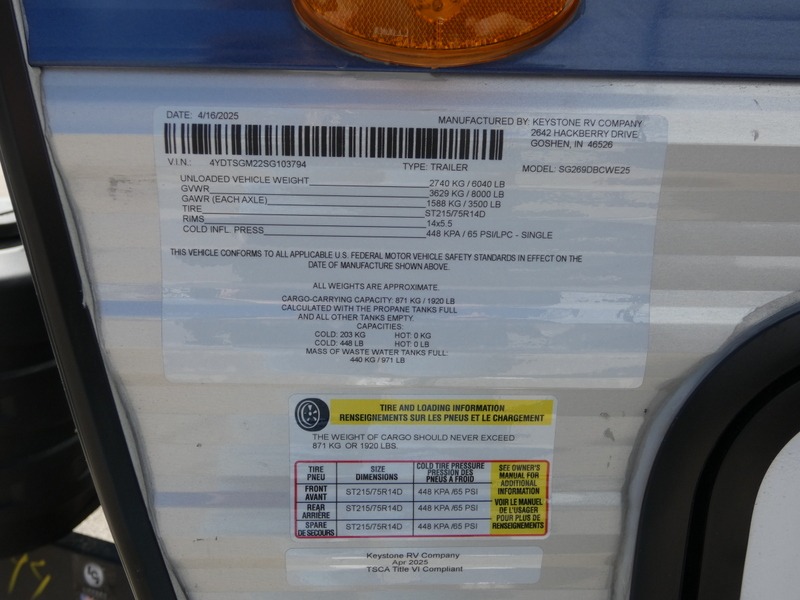 DATE: 4/16/2025
MANUFACTURED BY: KEYSTONE RV COMPANY
2642 HACKBERRY DRIVE
GOSHEN, IN 46526
V.I.N.: 4YDTSGM22SG103794 TYPE: TRAILER MODEL: SG269DBCWE25
UNLOADED VEHICLE WEIGHT 2740 KG / 6040 LB
GVWR 3629 KG / 8000 LB
GAWR (EACH AXLE) 1588 KG / 3500 LB
TIRE ST215/75R14D
RIMS 14x5.5
COLD INFL. PRESS 448 KPA / 65 PSI/LPC - SINGLE
THIS VEHICLE CONFORMS TO ALL APPLICABLE U.S. FEDERAL MOTOR VEHICLE SAFETY STANDARDS IN EFFECT ON THE
DATE OF MANUFACTURE SHOWN ABOVE.
ALL WEIGHTS ARE APPROXIMATE.
CARGO-CARRYING CAPACITY: 871 KG / 1920 LB
CALCULATED WITH THE PROPANE TANKS FULL
AND ALL OTHER TANKS EMPTY.
CAPACITIES:
COLD: 203 KG HOT: 0 KG
COLD: 448 LB HOT: 0 LB
MASS OF WASTE WATER TANKS FULL:
440 KG / 971 LB
TIRE AND LOADING INFORMATION
RENSEIGNEMENTS SUR LES PNEUS ET LE CHARGEMENT
THE WEIGHT OF CARGO SHOULD NEVER EXCEED
871 KG OR 1920 LBS.
TIRE
PNEU
SIZE
DIMENSIONS
COLD TIRE PRESSURE
PRESSION DES
PNEUS À FROID
SEE OWNER'S
MANUAL FOR
ADDITIONAL
INFORMATION
VOIR LE MANUEL
DE L'USAGER
POUR PLUS DE
RENSEIGNEMENTS
FRONT
AVANT
ST215/75R14D 448 KPA /65 PSI
REAR
ARRIÈRE
ST215/75R14D 448 KPA /65 PSI
SPARE
DE SECOURS
ST215/75R14D 448 KPA /65 PSI
Keystone RV Company
Apr 2025
TSCA Title VI Compliant